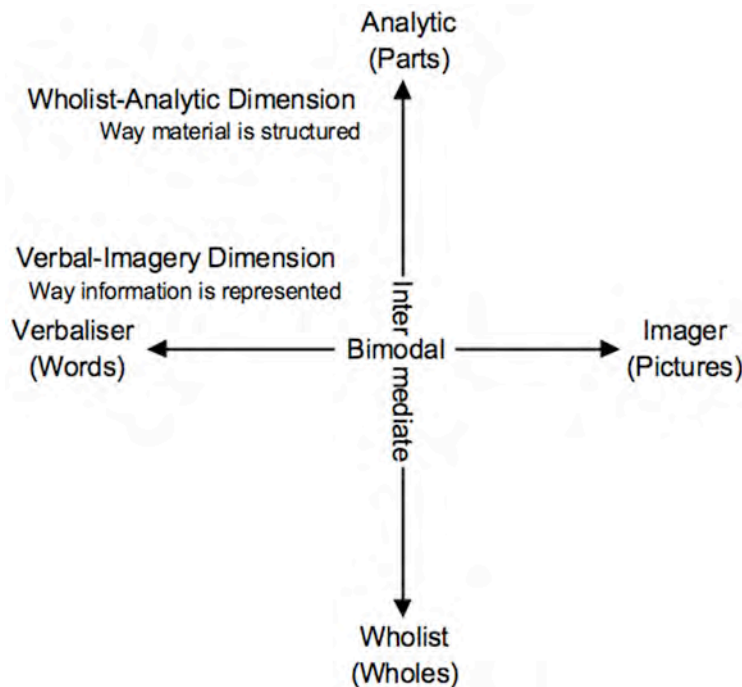 Analytic
(Parts)
Wholist-Analytic Dimension
Way material is structured
Verbal-Imagery Dimension
Way information is represented
Verbaliser
(Words)
Inter
Bimodal
mediate
Imager
(Pictures)
Wholist
(Wholes)